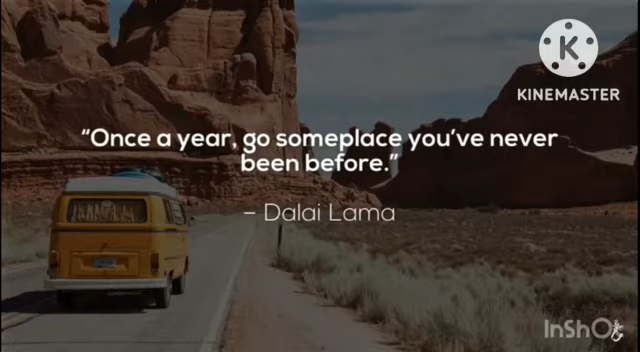 KINEMASTER
“Once a year, go someplace you’ve never
been before.”
– Dalai Lama
InShOt